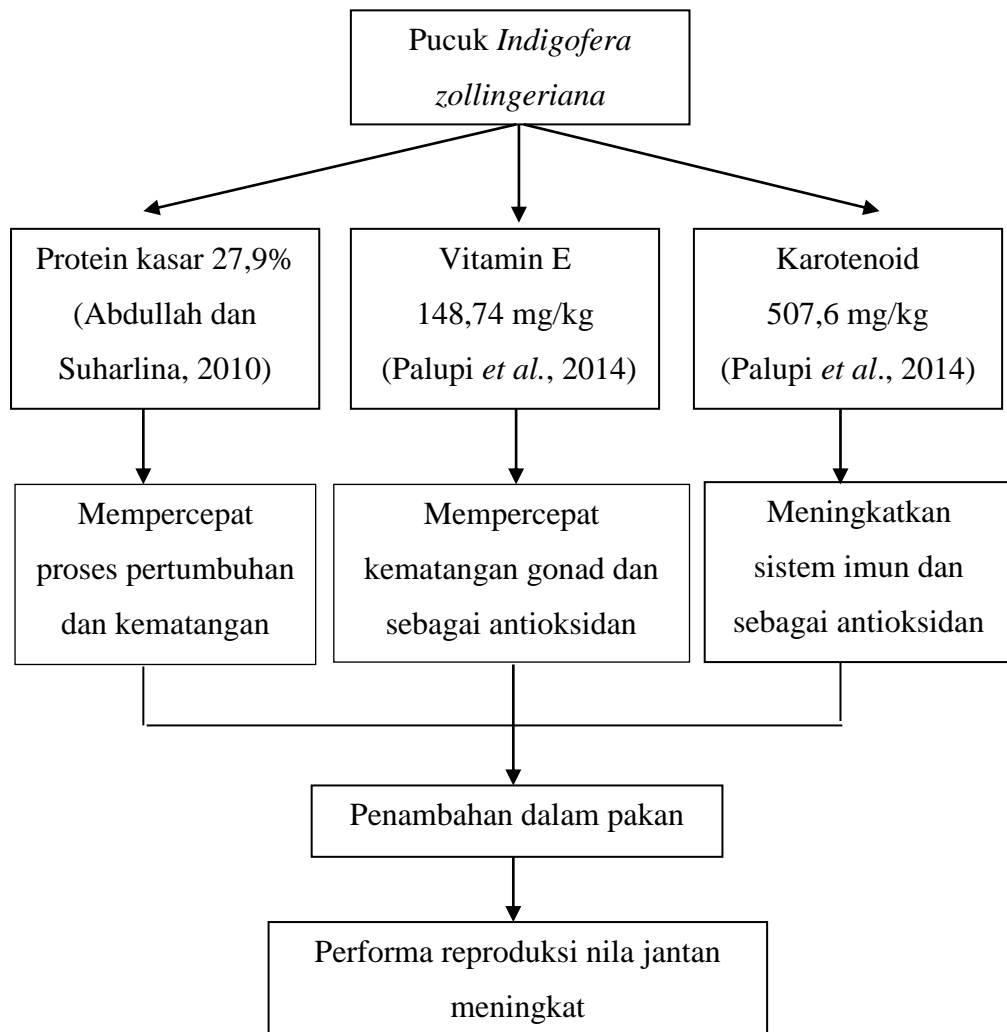 Pucuk Indigofera
zollingeriana
Protein kasar 27,9%
(Abdullah dan
Suharlina, 2010)
Vitamin E
148,74 mg/kg
(Palupi et al., 2014)
Karotenoid
507,6 mg/kg
(Palupi et al., 2014)
Mempercepat
proses pertumbuhan
dan kematangan
Mempercepat
kematangan gonad dan
sebagai antioksidan
Meningkatkan
sistem imun dan
sebagai antioksidan
Penambahan dalam pakan
Performa reproduksi nila jantan
meningkat